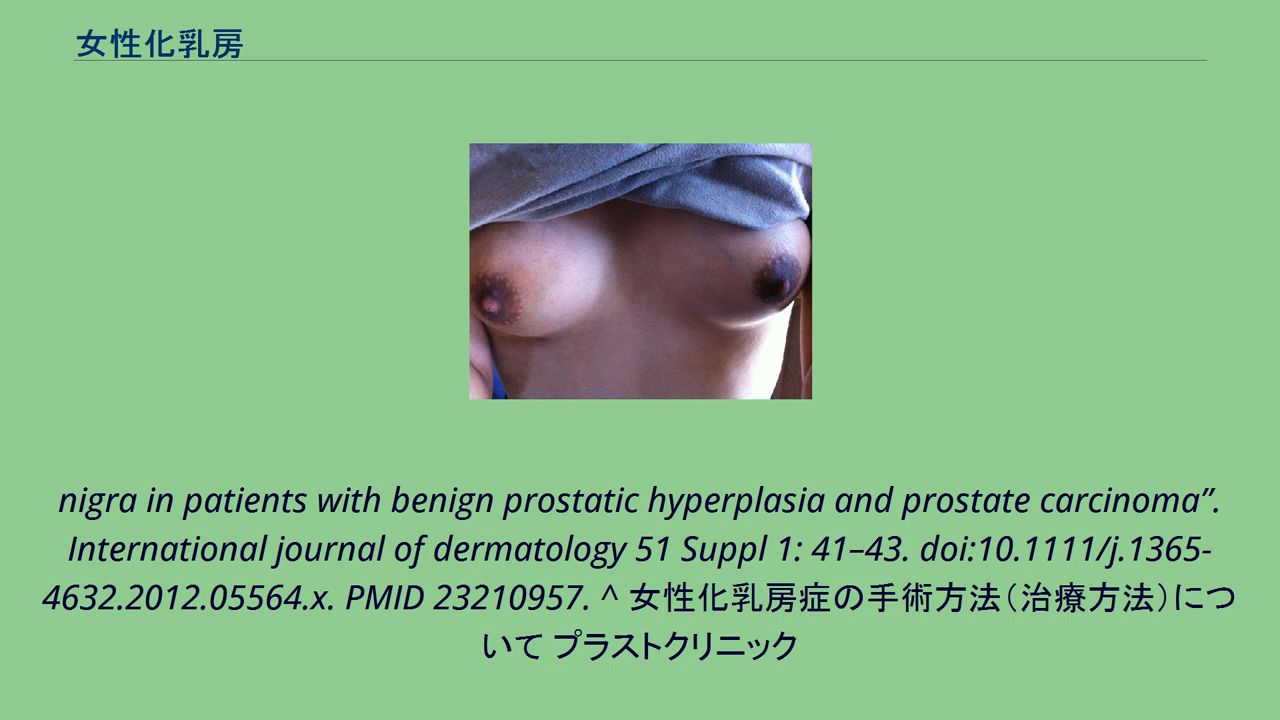 女性化乳房
nigra in patients with benign prostatic hyperplasia and prostate carcinoma”.
International journal of dermatology 51 Suppl 1: 41–43. doi:10.1111/j.1365-
4632.2012.05564.x. PMID 23210957. ^ 女性化乳房症の手術方法（治療方法）につ
いて プラストクリニック